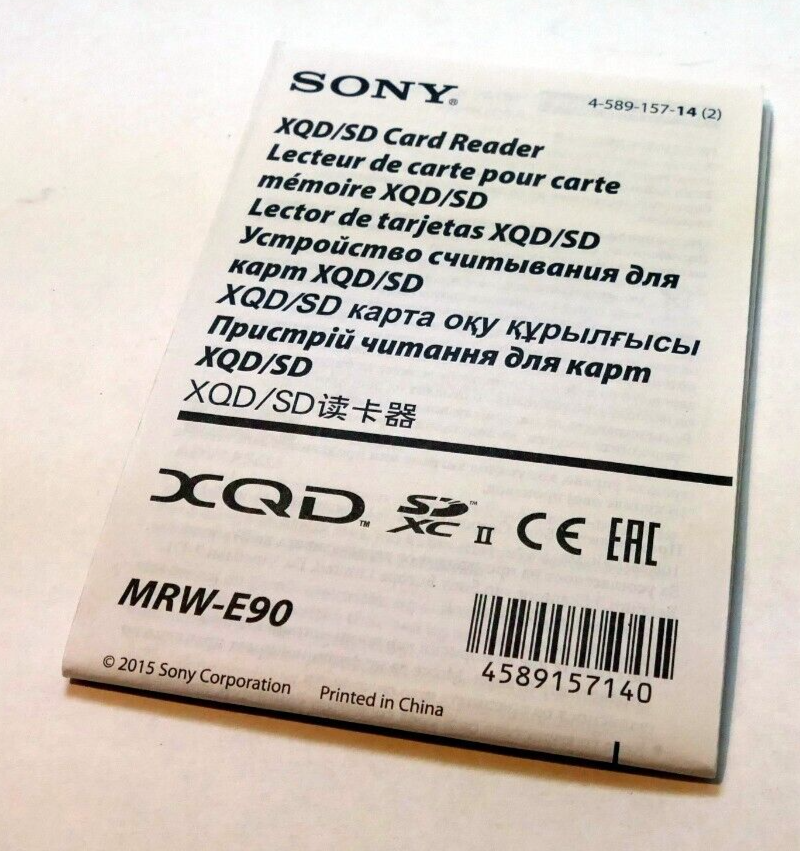 SONY®
4-589-157-14 (2)
XQD/SD Card Reader
Lecteur de carte pour carte
mémoire XQD/SD
Lector de tarjetas XQD/SD
Устройство считывания для
карт XQD/SD
XQD/SD карта оқу құрылғысы
Пристрій читання для карт
XQD/SD
XQD/SD读卡器
XQD™ SD™ XC II CE EAC
MRW-E90
4589157140
© 2015 Sony Corporation Printed in China